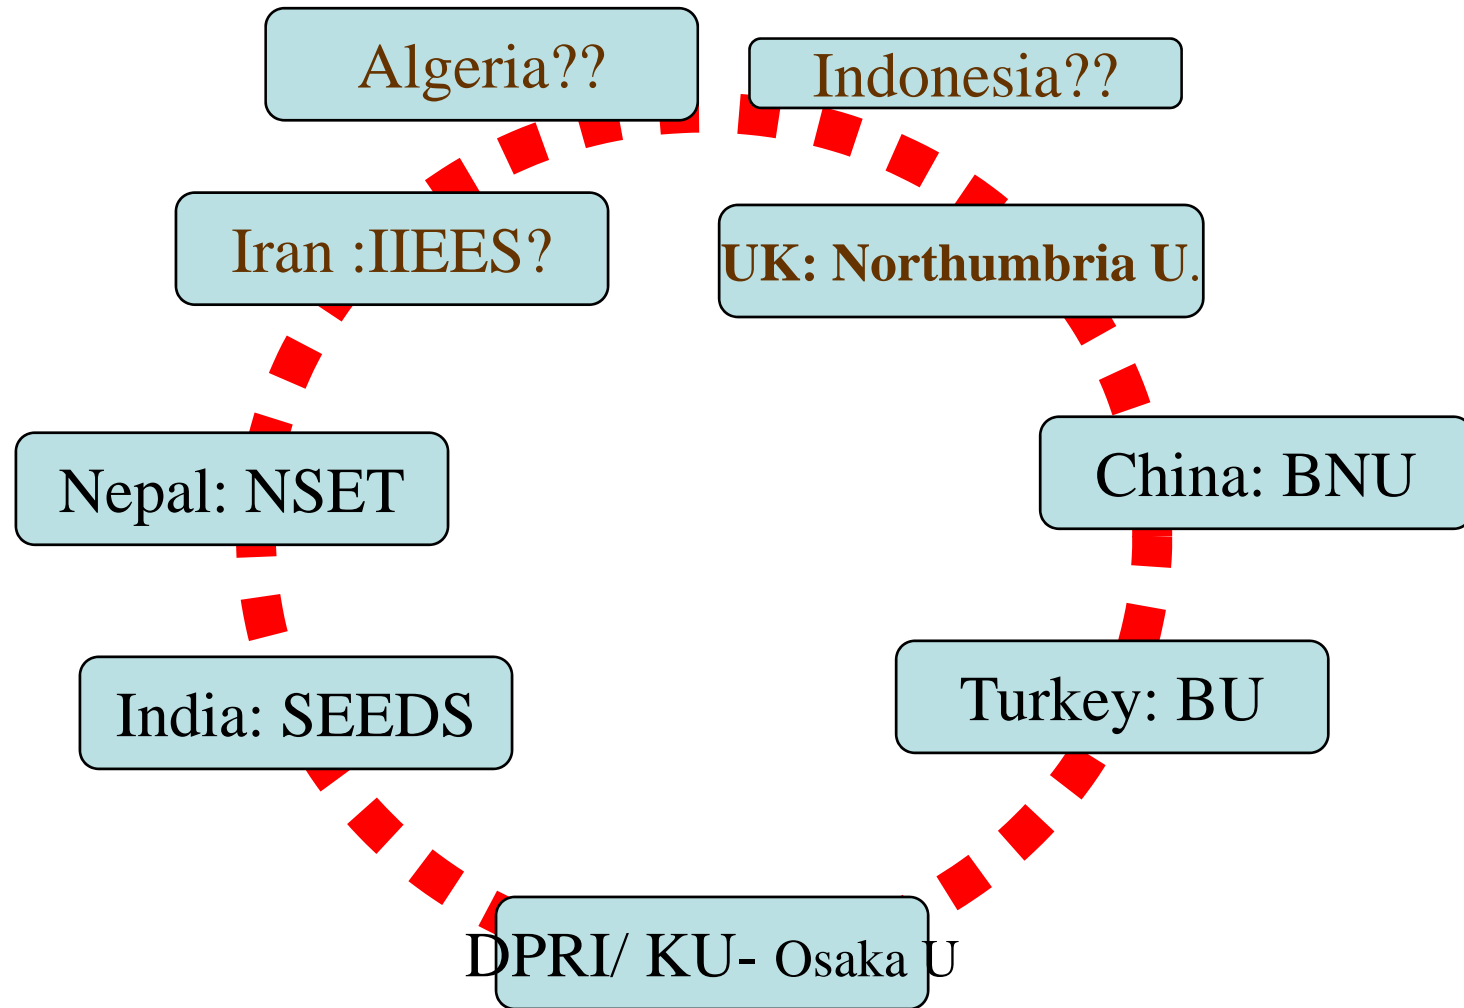 Algeria??
Indonesia??
Iran :IIEES?
UK: Northumbria U.
Nepal: NSET
China: BNU
India: SEEDS
Turkey: BU
DPRI/ KU- Osaka U